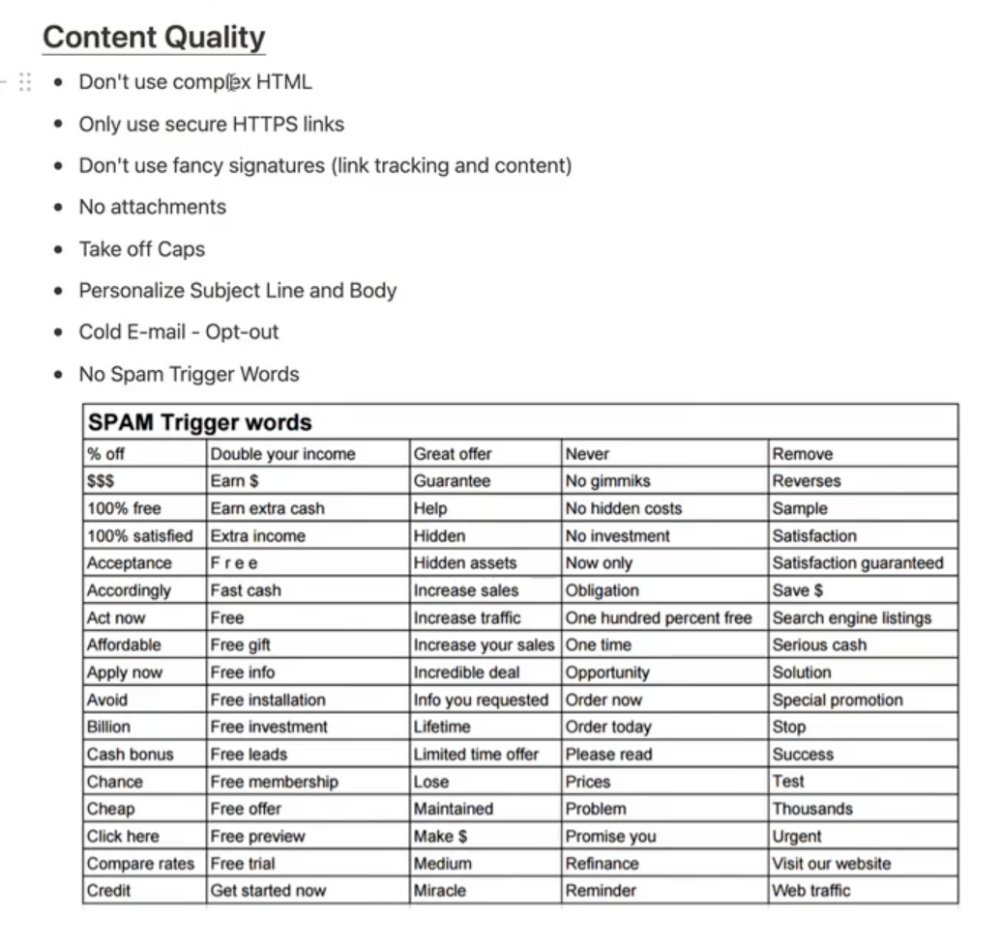 Content Quality
Don't use complex HTML
Only use secure HTTPS links
Don't use fancy signatures (link tracking and content)
No attachments
Take off Caps
Personalize Subject Line and Body
Cold E-mail - Opt-out
No Spam Trigger Words
SPAM Trigger words
% off Double your income Great offer Never Remove
$$$ Earn $ Guarantee No gimmiks Reverses
100% free Earn extra cash Help No hidden costs Sample
100% satisfied Extra income Hidden No investment Satisfaction
Acceptance F r e e Hidden assets Now only Satisfaction guaranteed
Accordingly Fast cash Increase sales Obligation Save $
Act now Free Increase traffic One hundred percent free Search engine listings
Affordable Free gift Increase your sales One time Serious cash
Apply now Free info Incredible deal Opportunity Solution
Avoid Free installation Info you requested Order now Special promotion
Billion Free investment Lifetime Order today Stop
Cash bonus Free leads Limited time offer Please read Success
Chance Free membership Lose Prices Test
Cheap Free offer Maintained Problem Thousands
Click here Free preview Make $ Promise you Urgent
Compare rates Free trial Medium Refinance Visit our website
Credit Get started now Miracle Reminder Web traffic